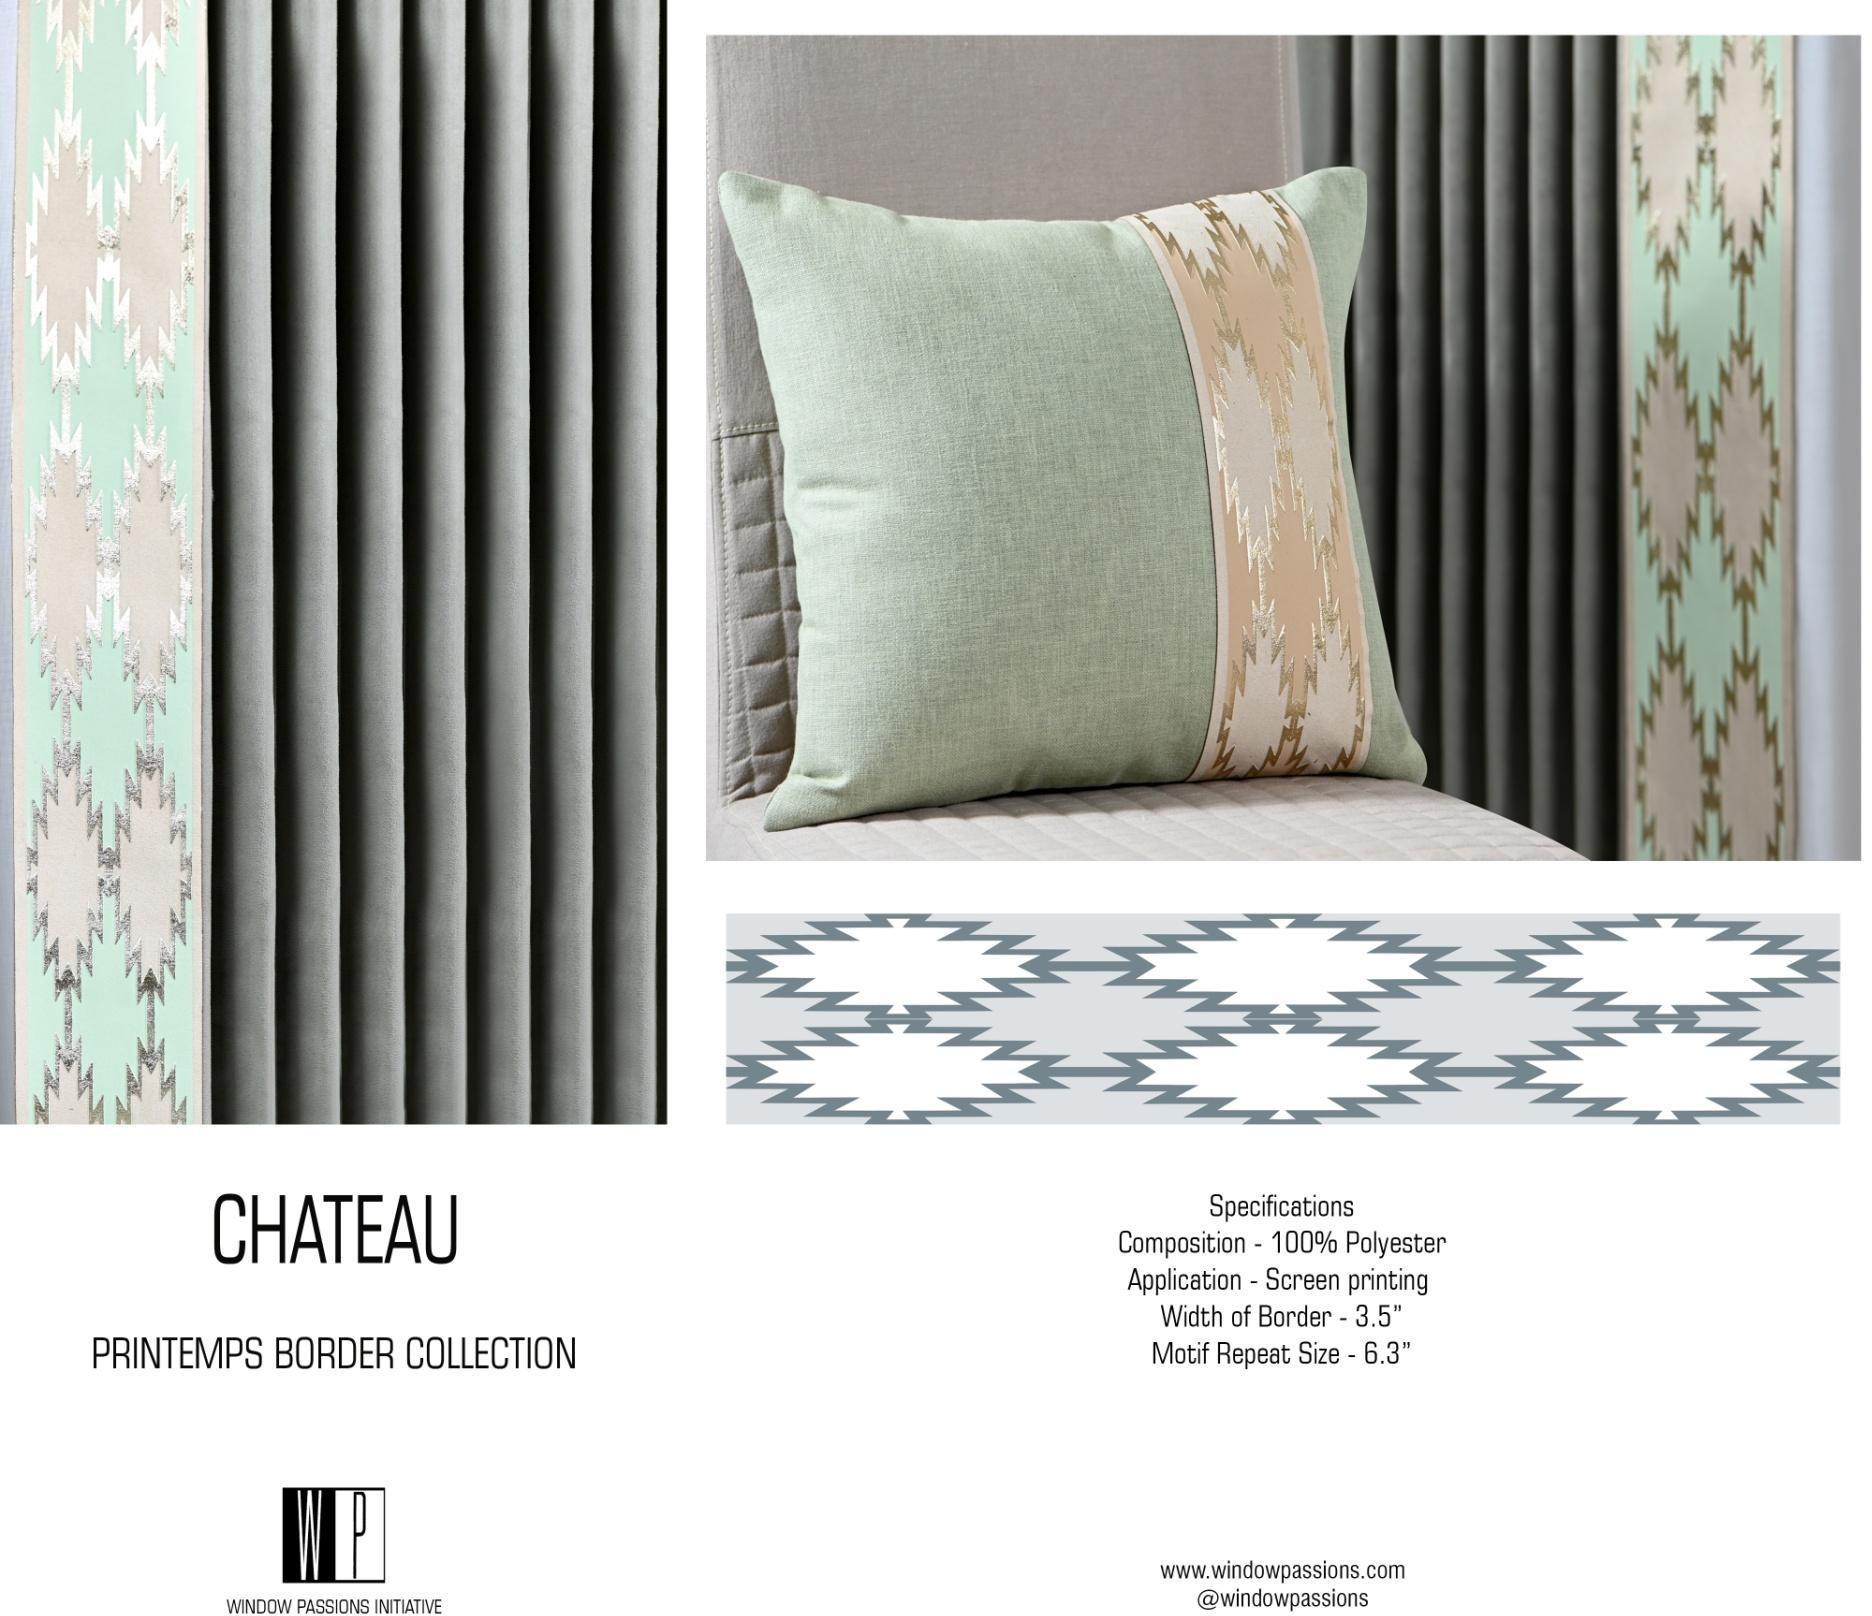 CHATEAU
PRINTEMPS BORDER COLLECTION
WP
WINDOW PASSIONS INITIATIVE
Specifications
Composition - 100% Polyester
Application - Screen printing
Width of Border - 3.5”
Motif Repeat Size - 6.3”
www.windowpassions.com
@windowpassions